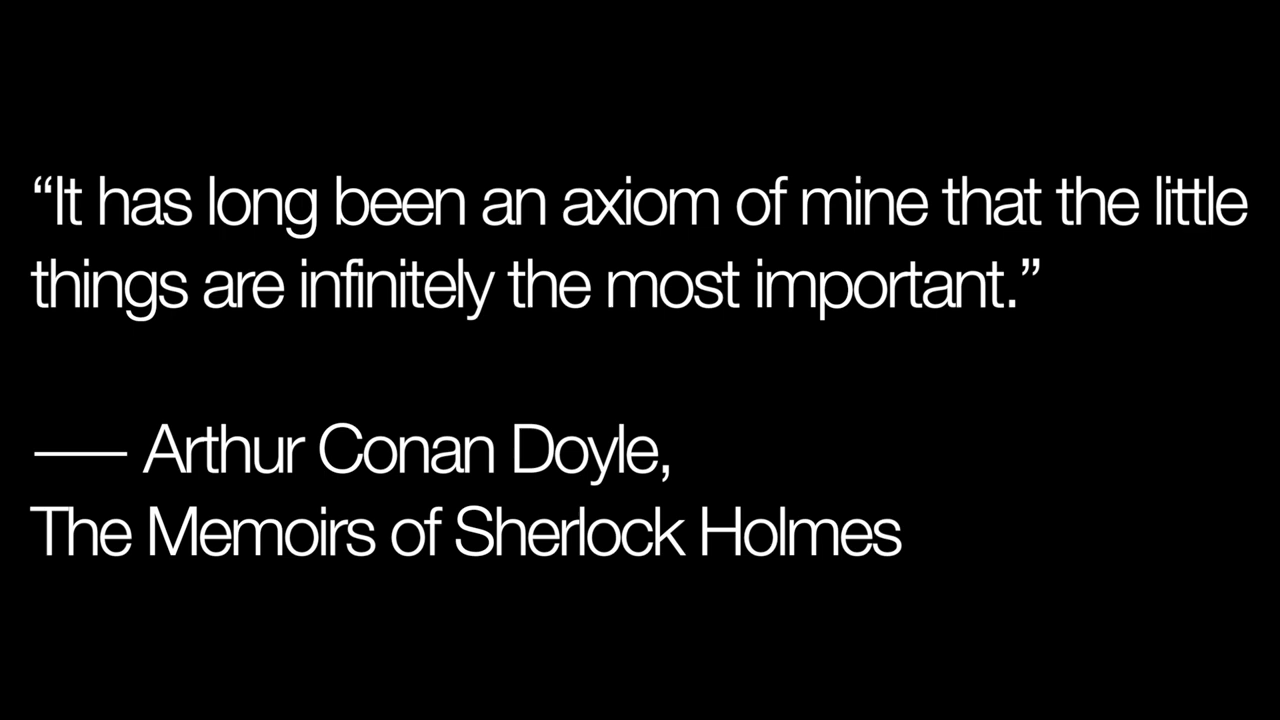 “It has long been an axiom of mine that the little
things are infinitely the most important.”
— Arthur Conan Doyle,
The Memoirs of Sherlock Holmes